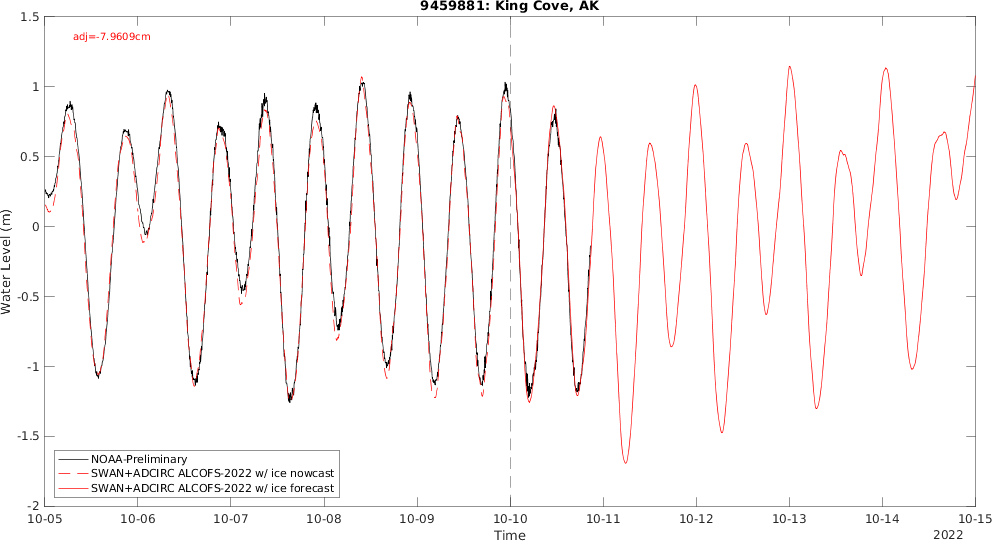 9459881: King Cove, AK
adj=-7.9609cm
1.5
1
0.5
0
-0.5
-1
-1.5
-2
Water Level (m)
NOAA-Preliminary
SWAN+ADCIRC ALCOFS-2022 w/ ice nowcast
SWAN+ADCIRC ALCOFS-2022 w/ ice forecast
10-05 10-06 10-07 10-08 10-09 10-10 10-11 10-12 10-13 10-14 10-15
Time
2022